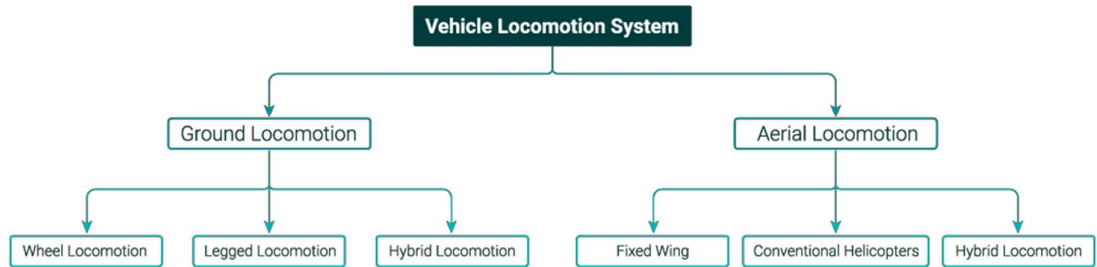 Vehicle Locomotion System
Ground Locomotion
Aerial Locomotion
Wheel Locomotion
Legged Locomotion
Hybrid Locomotion
Fixed Wing
Conventional Helicopters
Hybrid Locomotion